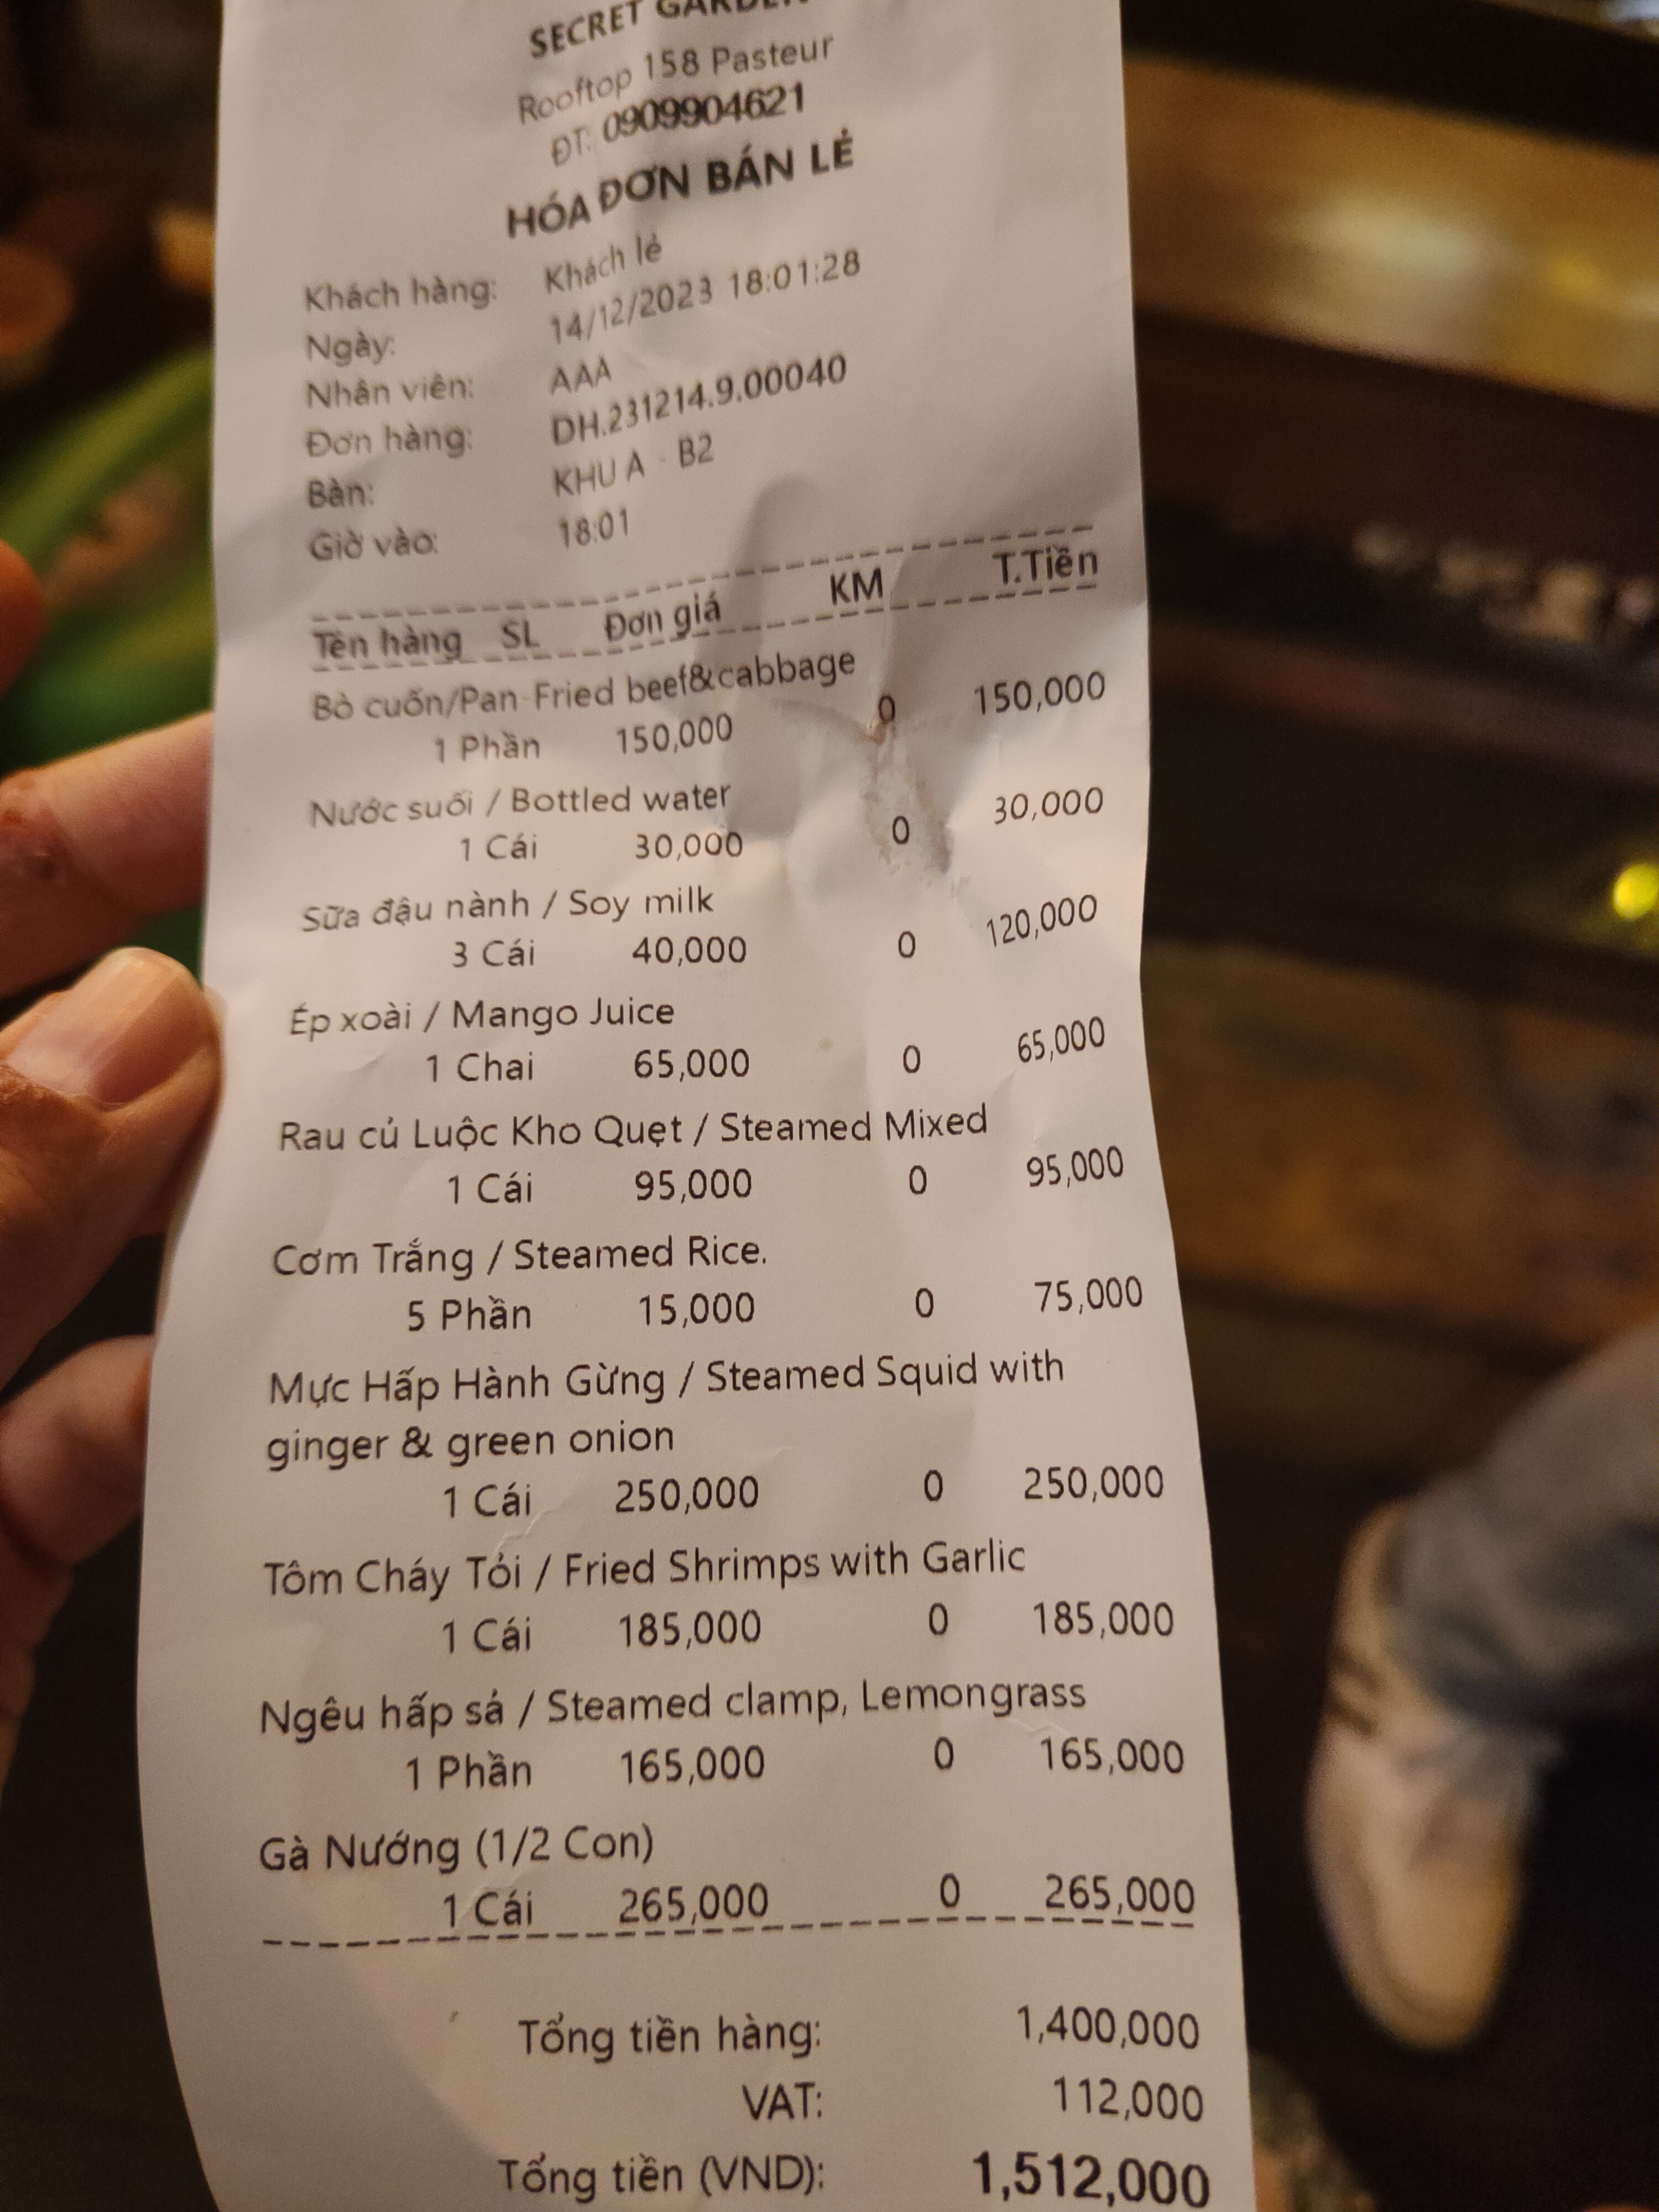 SECRET GARDEN
Rooftop 158 Pasteur
ĐT: 0909904621
HÓA ĐƠN BÁN LẺ
Khách hàng: Khách lẻ
Ngày: 14/12/2023 18:01:28
Nhân viên: AAA
Đơn hàng: DH.231214.9.00040
Bàn: KHU A - B2
Giờ vào: 18:01
Tên hàng SL Đơn giá KM T.Tiền
Bò cuốn/Pan-Fried beef&cabbage
1 Phần 150,000 0 150,000
Nước suối / Bottled water
1 Cái 30,000 0 30,000
Sữa đậu nành / Soy milk
3 Cái 40,000 0 120,000
Ép xoài / Mango Juice
1 Chai 65,000 0 65,000
Rau củ Luộc Kho Quẹt / Steamed Mixed
1 Cái 95,000 0 95,000
Cơm Trắng / Steamed Rice.
5 Phần 15,000 0 75,000
Mực Hấp Hành Gừng / Steamed Squid with
ginger & green onion
1 Cái 250,000 0 250,000
Tôm Cháy Tỏi / Fried Shrimps with Garlic
1 Cái 185,000 0 185,000
Ngêu hấp sả / Steamed clamp, Lemongrass
1 Phần 165,000 0 165,000
Gà Nướng (1/2 Con)
1 Cái 265,000 0 265,000
Tổng tiền hàng: 1,400,000
VAT: 112,000
Tổng tiền (VND): 1,512,000